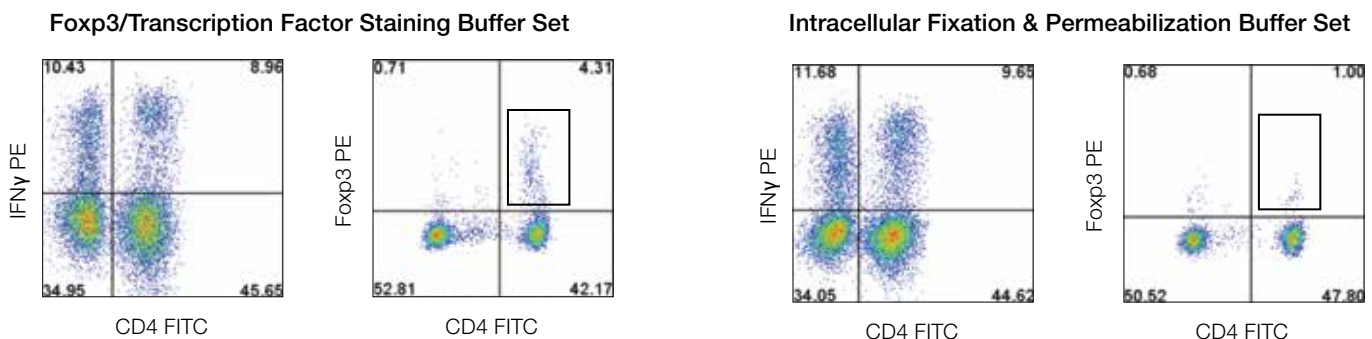 Foxp3/Transcription Factor Staining Buffer Set
Intracellular Fixation & Permeabilization Buffer Set
10.43 8.96
IFNγ PE
34.95 45.65
CD4 FITC
0.71 4.31
Foxp3 PE
52.81 42.17
CD4 FITC
11.68 9.65
IFNγ PE
34.05 44.62
CD4 FITC
0.68 1.00
Foxp3 PE
50.52 47.80
CD4 FITC